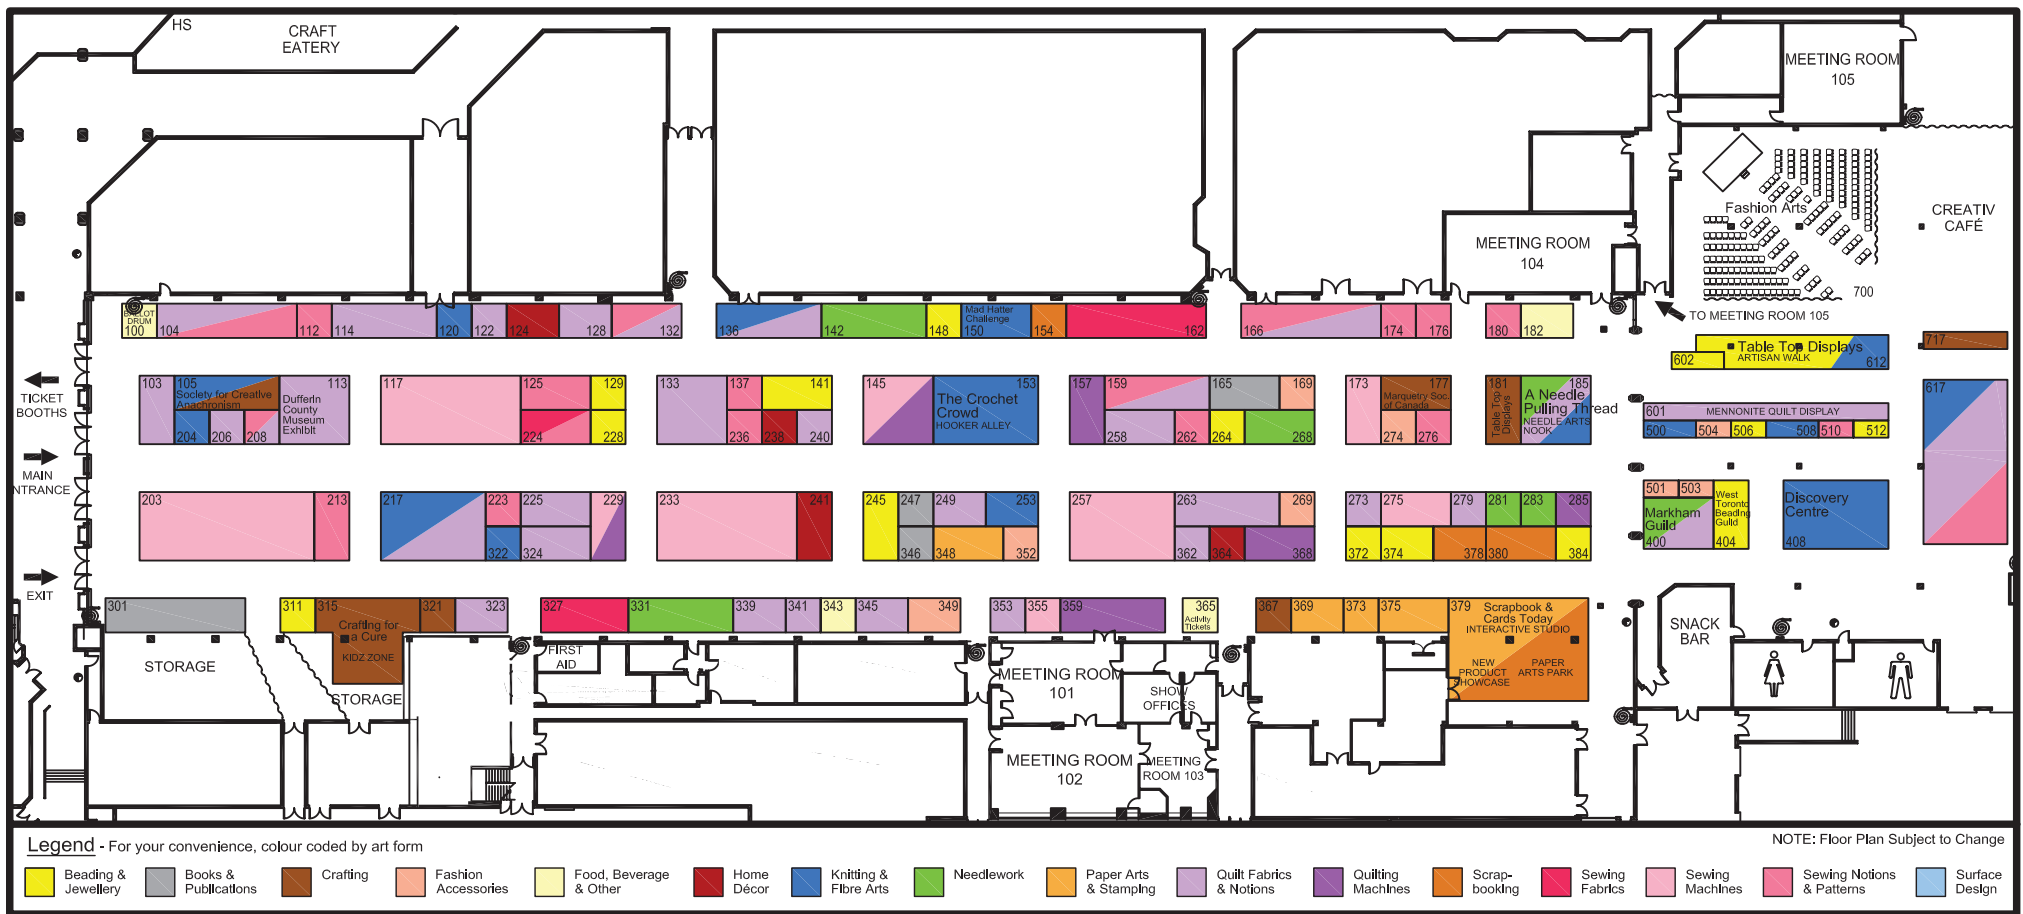 HS
CRAFT
EATERY
MEETING ROOM
105
Fashion Arts
CREATIV
CAFÉ
700
MEETING ROOM
104
TO MEETING ROOM 105
BALLOT
DRUM
100
104
112
114
120
122
124
128
132
136
142
148
Mad Hatter
Challenge
150
154
162
166
174
176
180
182
Table Top Displays
ARTISAN WALK
602
612
717
TICKET
BOOTHS
103
105
Society for Creative
Anachronism
113
Dufferin
County
Museum
Exhibit
204
206
208
117
125
129
224
228
133
137
141
236
238
240
145
153
The Crochet
Crowd
HOOKER ALLEY
157
159
165
169
258
262
264
268
173
177
Marquetry Soc.
of Canada
274
276
181
Table Top
Displays
185
A Needle
Pulling Thread
NEEDLE ARTS
NOOK
617
601
MENNONITE QUILT DISPLAY
500
504
506
508
510
512
MAIN
NTRANCE
203
213
217
223
225
229
322
324
233
241
245
247
249
253
346
348
352
257
263
269
362
364
368
273
275
279
281
283
285
372
374
378
380
384
501
503
Markham
Guild
400
West
Toronto
Beading
Guild
404
Discovery
Centre
408
EXIT
301
311
315
321
323
Crafting for
a Cure
KIDZ ZONE
327
331
339
341
343
345
349
353
355
359
365
Activity
Tickets
367
369
373
375
379
Scrapbook &
Cards Today
INTERACTIVE STUDIO
NEW
PRODUCT
SHOWCASE
PAPER
ARTS PARK
SNACK
BAR
STORAGE
STORAGE
FIRST
AID
MEETING ROOM
101
SHOW
OFFICES
MEETING ROOM
102
MEETING
ROOM 103
Legend - For your convenience, colour coded by art form
NOTE: Floor Plan Subject to Change
Beading &
Jewellery
Books &
Publications
Crafting
Fashion
Accessories
Food, Beverage
& Other
Home
Décor
Knitting &
Fibre Arts
Needlework
Paper Arts
& Stamping
Quilt Fabrics
& Notions
Quilting
Machines
Scrap-
booking
Sewing
Fabrics
Sewing
Machines
Sewing Notions
& Patterns
Surface
Design